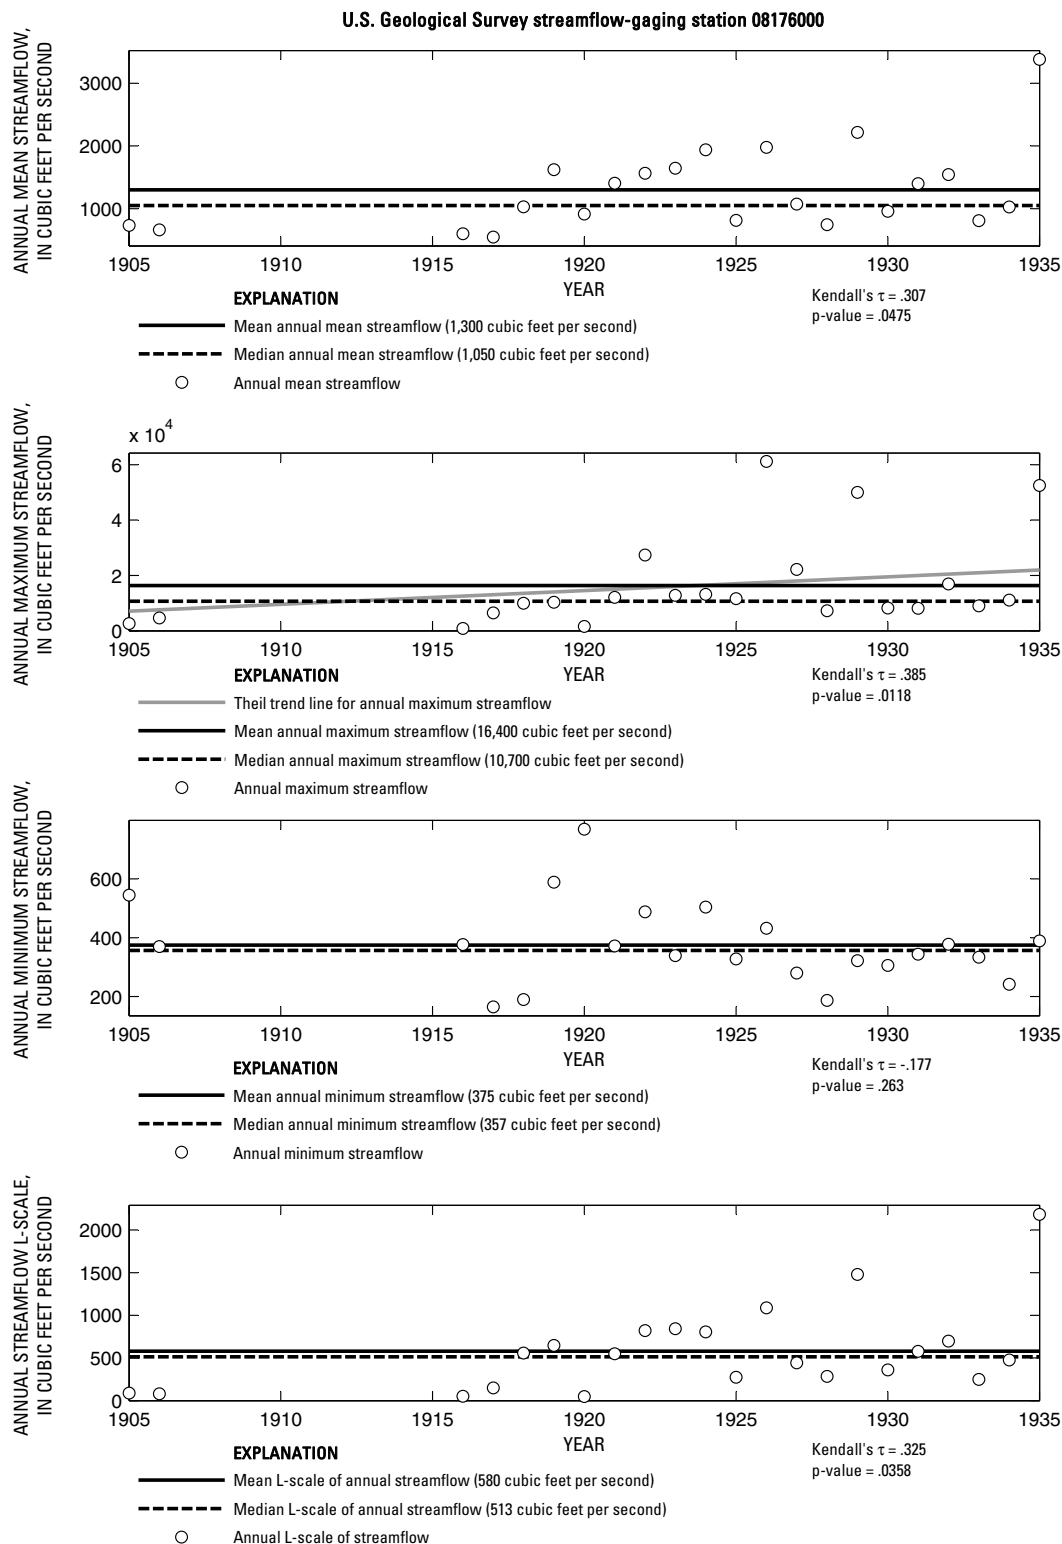 U.S. Geological Survey streamflow-gaging station 08176000
ANNUAL MEAN STREAMFLOW,
IN CUBIC FEET PER SECOND
3000
2000
1000
1905 1910 1915 1920 1925 1930 1935
YEAR
EXPLANATION
Mean annual mean streamflow (1,300 cubic feet per second)
Median annual mean streamflow (1,050 cubic feet per second)
Annual mean streamflow
Kendall's τ = .307
p-value = .0475
ANNUAL MAXIMUM STREAMFLOW,
IN CUBIC FEET PER SECOND
x 10^4
6
4
2
0
1905 1910 1915 1920 1925 1930 1935
YEAR
EXPLANATION
Theil trend line for annual maximum streamflow
Mean annual maximum streamflow (16,400 cubic feet per second)
Median annual maximum streamflow (10,700 cubic feet per second)
Annual maximum streamflow
Kendall's τ = .385
p-value = .0118
ANNUAL MINIMUM STREAMFLOW,
IN CUBIC FEET PER SECOND
600
400
200
1905 1910 1915 1920 1925 1930 1935
YEAR
EXPLANATION
Mean annual minimum streamflow (375 cubic feet per second)
Median annual minimum streamflow (357 cubic feet per second)
Annual minimum streamflow
Kendall's τ = -.177
p-value = .263
ANNUAL STREAMFLOW L-SCALE,
IN CUBIC FEET PER SECOND
2000
1500
1000
500
0
1905 1910 1915 1920 1925 1930 1935
YEAR
EXPLANATION
Mean L-scale of annual streamflow (580 cubic feet per second)
Median L-scale of annual streamflow (513 cubic feet per second)
Annual L-scale of streamflow
Kendall's τ = .325
p-value = .0358